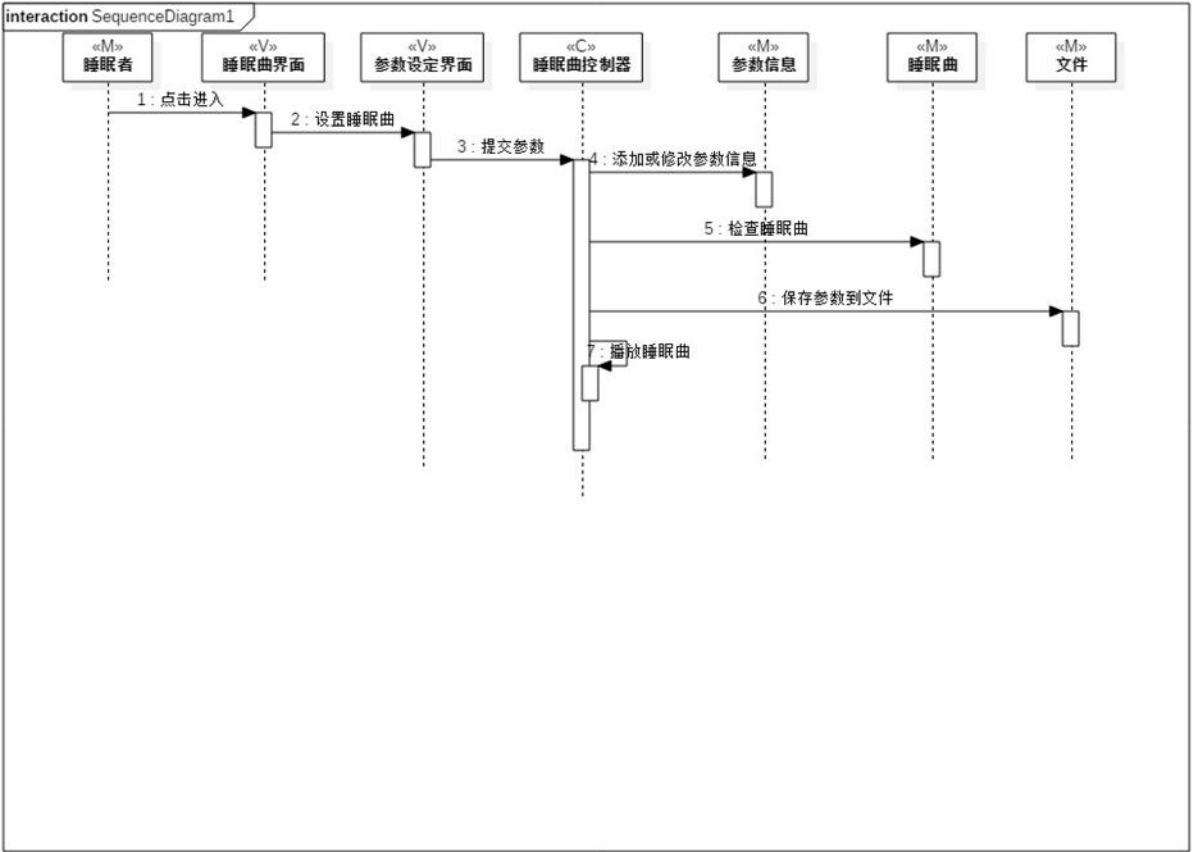 interaction SequenceDiagram1
«M»
睡眠者
«V»
睡眠曲界面
«V»
参数设定界面
«C»
睡眠曲控制器
«M»
参数信息
«M»
睡眠曲
«M»
文件
1 : 点击进入
2 : 设置睡眠曲
3 : 提交参数
4 : 添加或修改参数信息
5 : 检查睡眠曲
6 : 保存参数到文件
7 : 播放睡眠曲